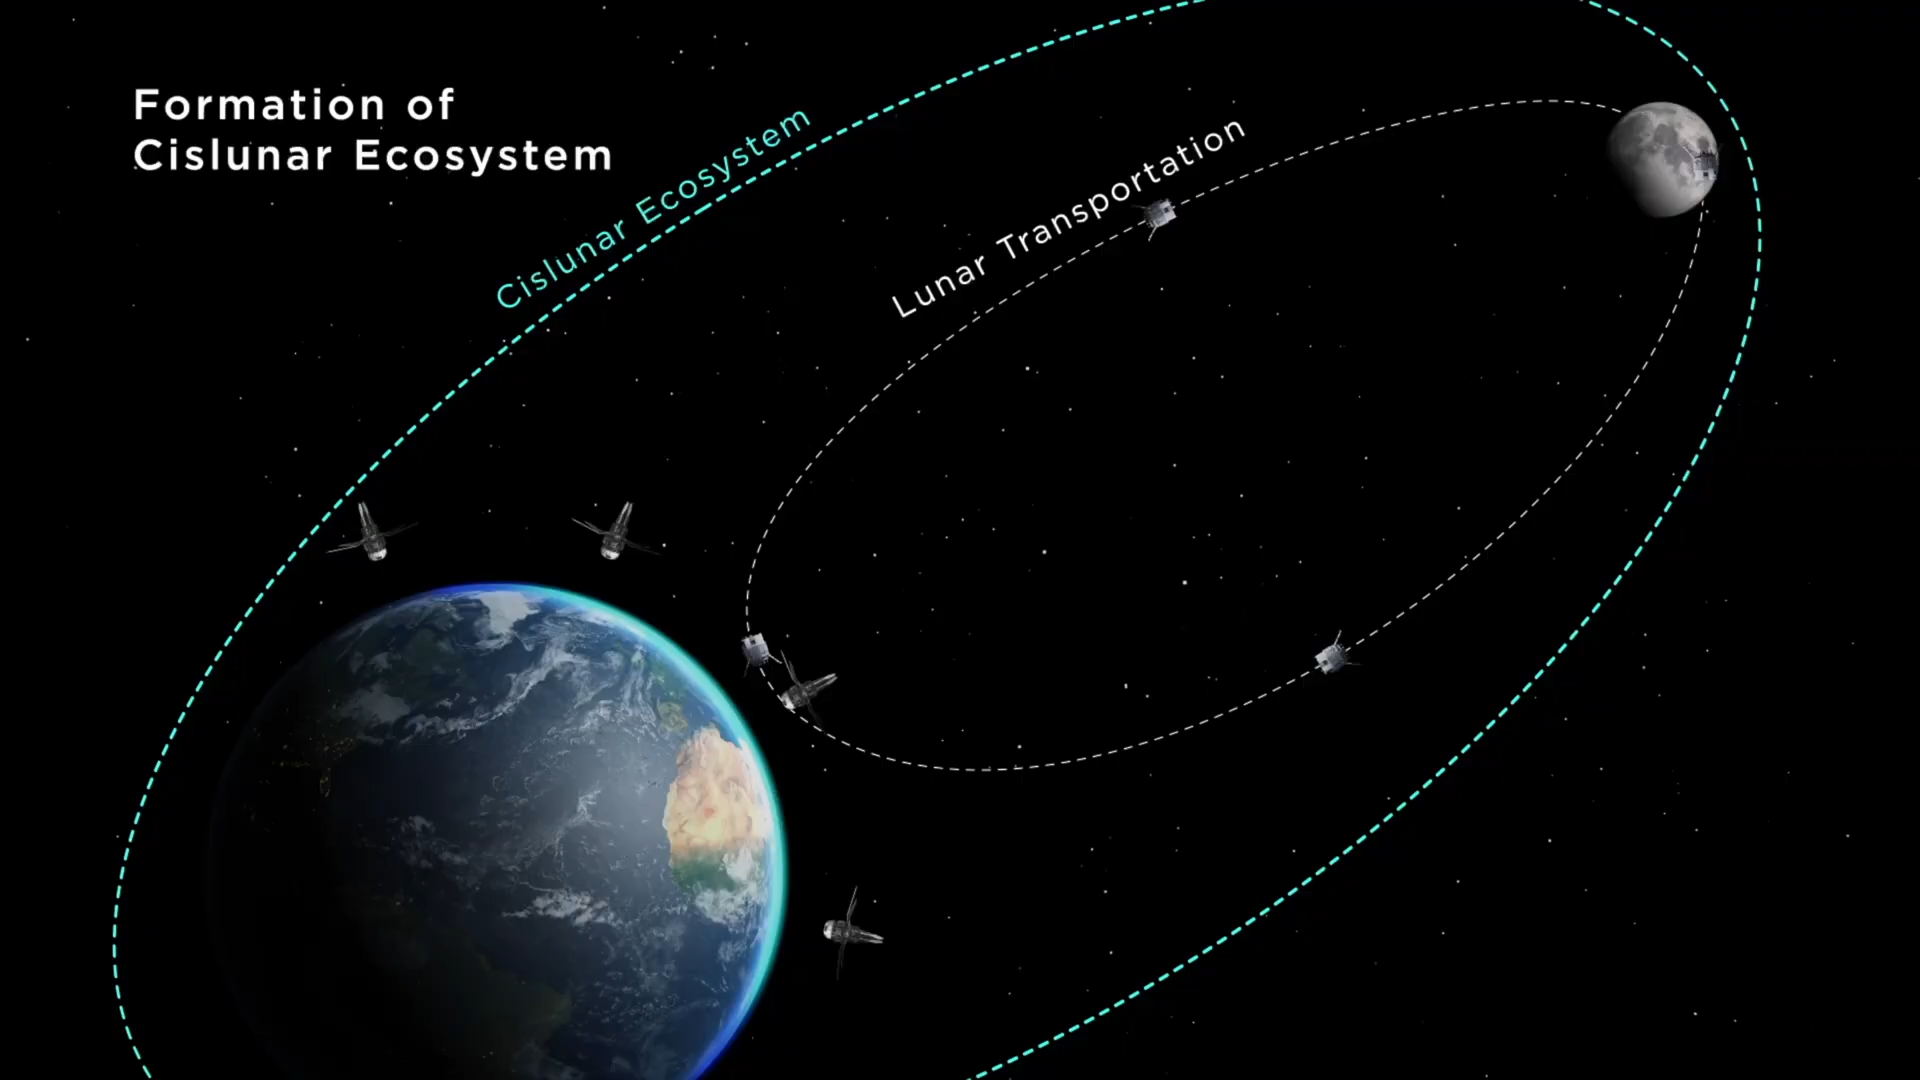 Formation of
Cislunar Ecosystem
Cislunar Ecosystem
Lunar Transportation